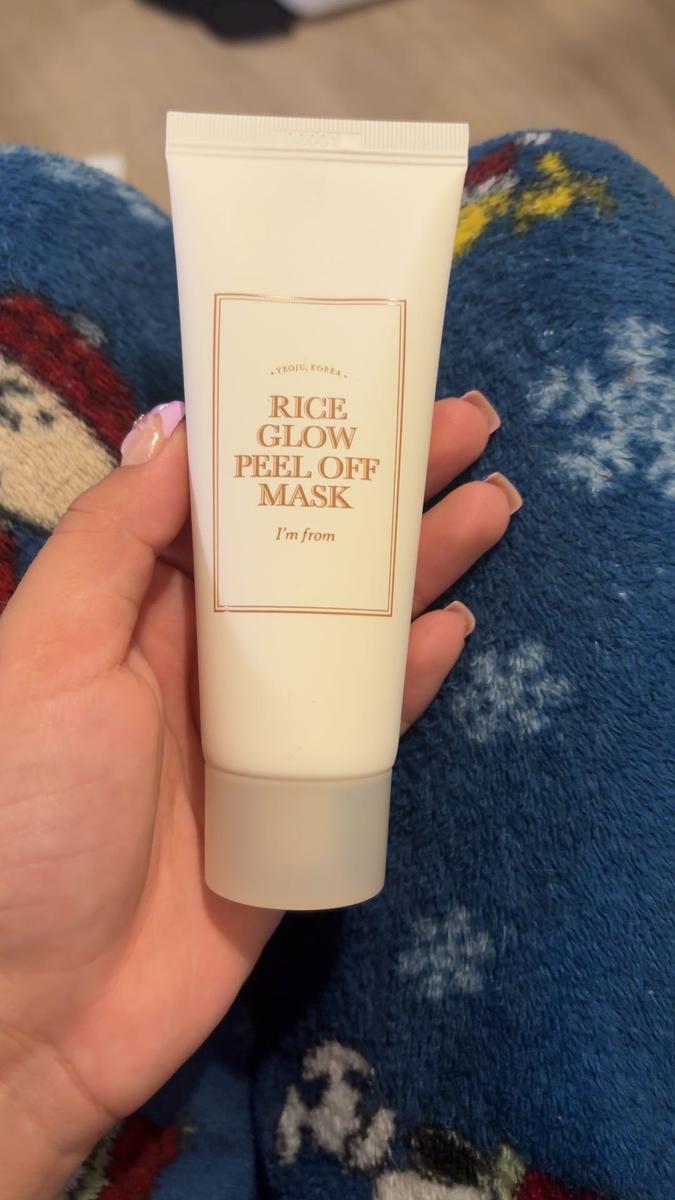 • YEOJU, KOREA •
RICE
GLOW
PEEL OFF
MASK
I'm from